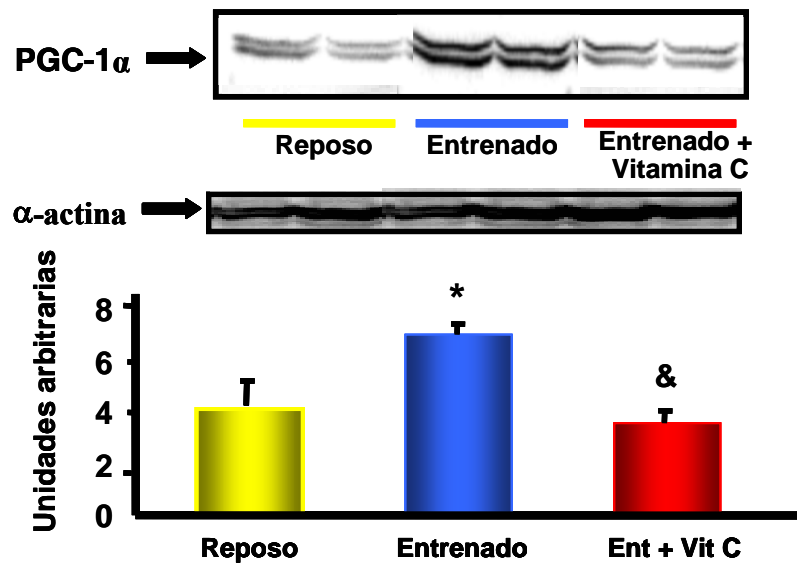 PGC-1α
Reposo
Entrenado
Entrenado +
Vitamina C
α-actina
Unidades arbitrarias
8
6
4
2
0
*
&
Reposo
Entrenado
Ent + Vit C